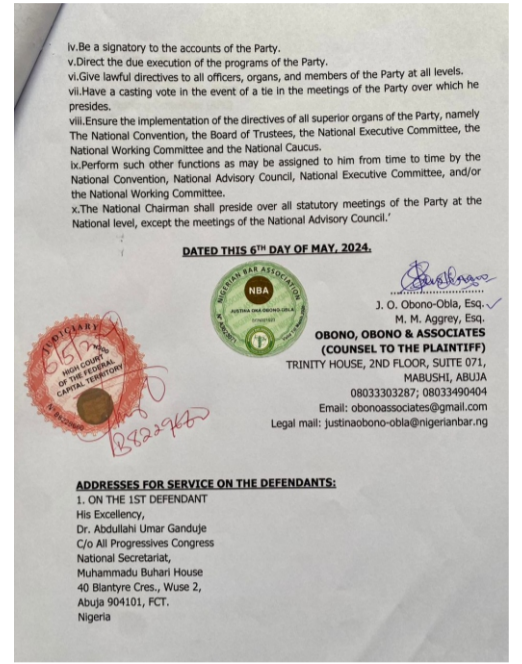 iv.Be a signatory to the accounts of the Party.
v.Direct the due execution of the programs of the Party.
vi.Give lawful directives to all officers, organs, and members of the Party at all levels.
vii.Have a casting vote in the event of a tie in the meetings of the Party over which he
presides.
viii.Ensure the implementation of the directives of all superior organs of the Party, namely
The National Convention, the Board of Trustees, the National Executive Committee, the
National Working Committee and the National Caucus.
ix.Perform such other functions as may be assigned to him from time to time by the
National Convention, National Advisory Council, National Executive Committee, and/or
the National Working Committee.
x.The National Chairman shall preside over all statutory meetings of the Party at the
National level, except the meetings of the National Advisory Council.'
DATED THIS 6TH DAY OF MAY, 2024.
NIGERIAN BAR ASSOCIATION
NBA
J. O. Obono-Obla, Esq.
M. M. Aggrey, Esq.
OBONO, OBONO & ASSOCIATES
(COUNSEL TO THE PLAINTIFF)
TRINITY HOUSE, 2ND FLOOR, SUITE 071,
MABUSHI, ABUJA
08033303287; 08033490404
Email: obonoassociates@gmail.com
Legal mail: justinaobono-obla@nigerianbar.ng
JUDICIARY
HIGH COURT
OF THE FEDERAL
CAPITAL TERRITORY
ADDRESSES FOR SERVICE ON THE DEFENDANTS:
1. ON THE 1ST DEFENDANT
His Excellency,
Dr. Abdullahi Umar Ganduje
C/o All Progressives Congress
National Secretariat,
Muhammadu Buhari House
40 Blantyre Cres., Wuse 2,
Abuja 904101, FCT.
Nigeria